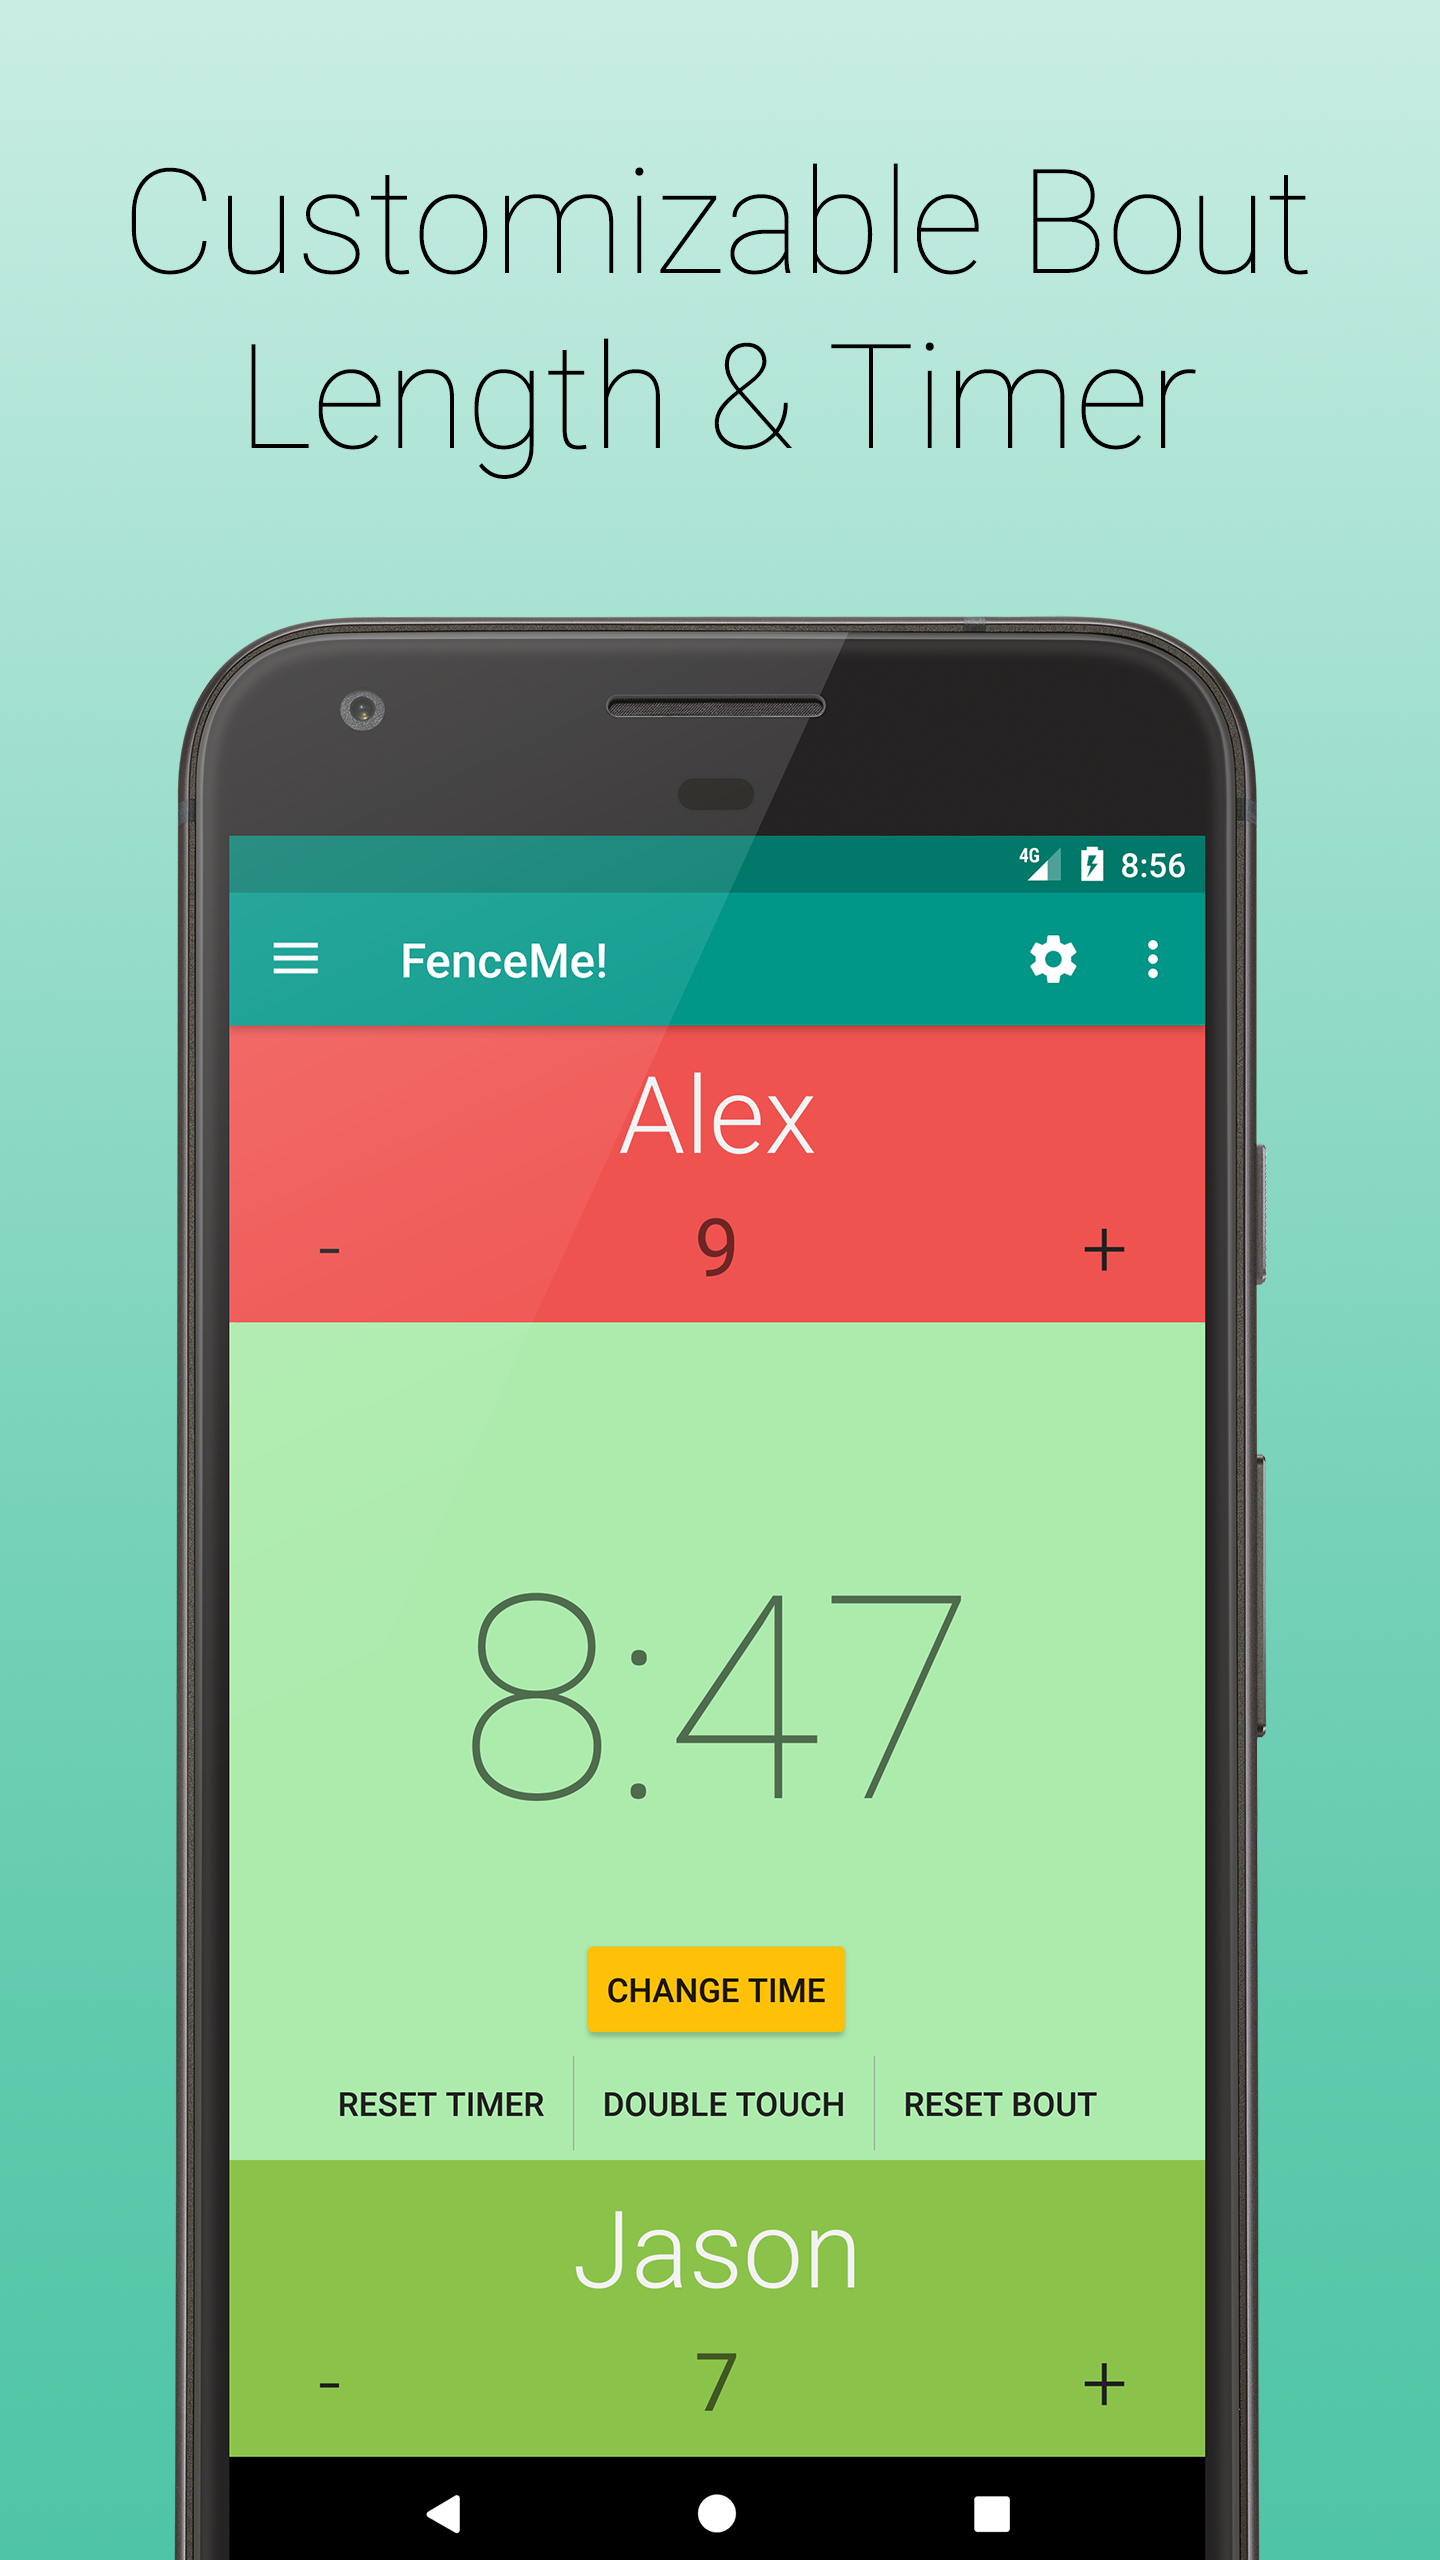 Customizable Bout
Length & Timer
4G 8:56
FenceMe!
Alex
- 9 +
8:47
CHANGE TIME
RESET TIMER DOUBLE TOUCH RESET BOUT
Jason
- 7 +